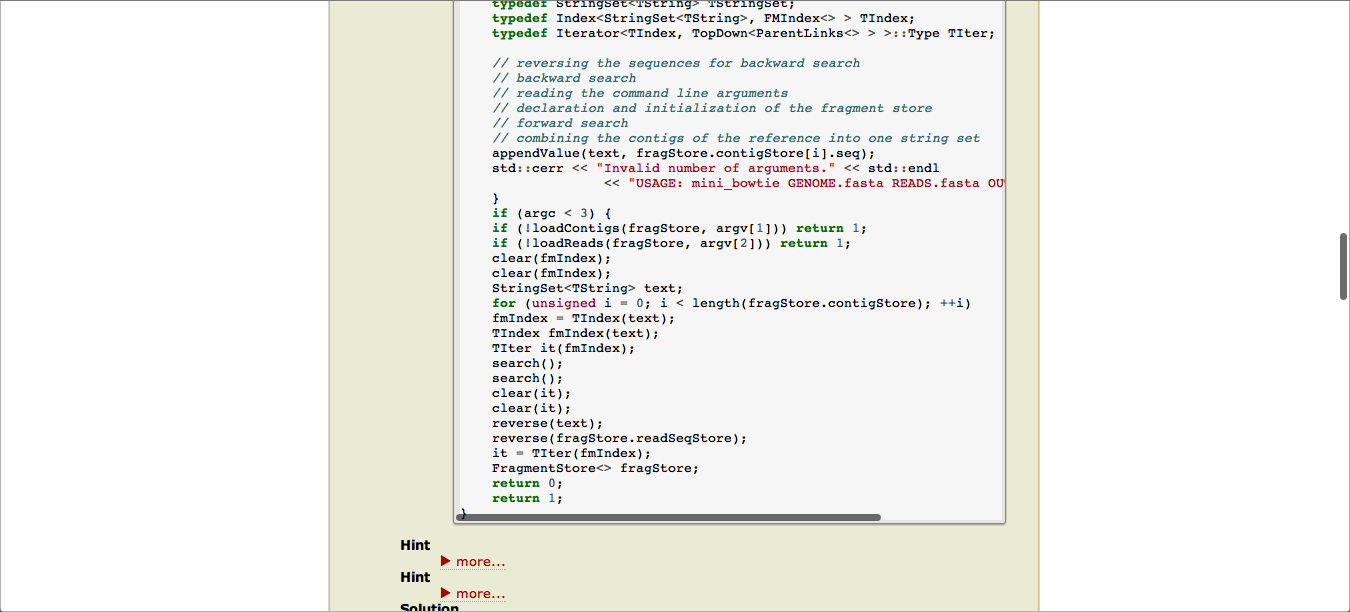 typedef StringSet<TString> TStringSet;
typedef Index<StringSet<TString>, FMIndex<> > TIndex;
typedef Iterator<TIndex, TopDown<ParentLinks<> > >::Type TIter;
// reversing the sequences for backward search
// backward search
// reading the command line arguments
// declaration and initialization of the fragment store
// forward search
// combining the contigs of the reference into one string set
appendValue(text, fragStore.contigStore[i].seq);
std::cerr << "Invalid number of arguments." << std::endl
<< "USAGE: mini_bowtie GENOME.fasta READS.fasta OU
}
if (argc < 3) {
if (!loadContigs(fragStore, argv[1])) return 1;
if (!loadReads(fragStore, argv[2])) return 1;
clear(fmIndex);
clear(fmIndex);
StringSet<TString> text;
for (unsigned i = 0; i < length(fragStore.contigStore); ++i)
fmIndex = TIndex(text);
TIndex fmIndex(text);
TIter it(fmIndex);
search();
search();
clear(it);
clear(it);
reverse(text);
reverse(fragStore.readSeqStore);
it = TIter(fmIndex);
FragmentStore<> fragStore;
return 0;
return 1;
}
Hint
▶ more...
Hint
▶ more...
Solution